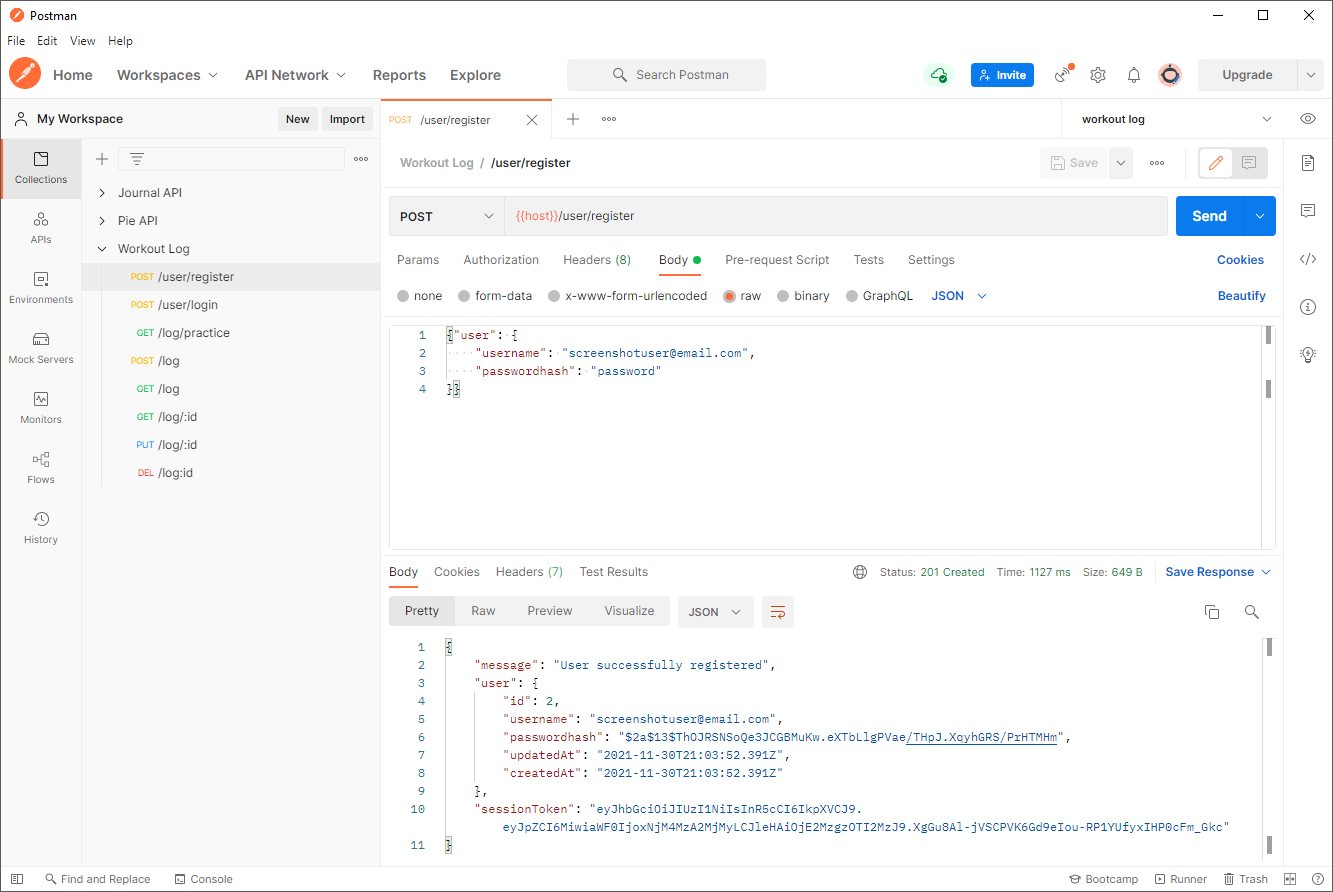 Postman
File Edit View Help
Home Workspaces API Network Reports Explore Search Postman Invite Upgrade
My Workspace New Import
POST /user/register
workout log
Collections
APIs
Environments
Mock Servers
Monitors
Flows
History
Journal API
Pie API
Workout Log
POST /user/register
POST /user/login
GET /log/practice
POST /log
GET /log
GET /log/:id
PUT /log/:id
DEL /log:id
Workout Log / /user/register Save
POST {{host}}/user/register Send
Params Authorization Headers (8) Body Pre-request Script Tests Settings Cookies
none form-data x-www-form-urlencoded raw binary GraphQL JSON Beautify
1 {"user": {
2 "username": "screenshotuser@email.com",
3 "passwordhash": "password"
4 }}
Body Cookies Headers (7) Test Results Status: 201 Created Time: 1127 ms Size: 649 B Save Response
Pretty Raw Preview Visualize JSON
1 {
2 "message": "User successfully registered",
3 "user": {
4 "id": 2,
5 "username": "screenshotuser@email.com",
6 "passwordhash": "$2a$13$ThOJRSNSoQe3JCGBMuKw.eXTbLlgPVae/THpJ.XqyhGRS/PrHTMHm",
7 "updatedAt": "2021-11-30T21:03:52.391Z",
8 "createdAt": "2021-11-30T21:03:52.391Z"
9 },
10 "sessionToken": "eyJhbGciOiJIUzI1NiIsInR5cCI6IkpXVCJ9.
eyJpZCI6MiwiaWF0IjoxNjM4MzA2MjMyLCJleHAiOjE2MzgzOTI2MzJ9.XgGu8Al-jVSCPVK6Gd9eIou-RP1YUfyxIHP0cFm_Gkc"
11 }
Find and Replace Console Bootcamp Runner Trash